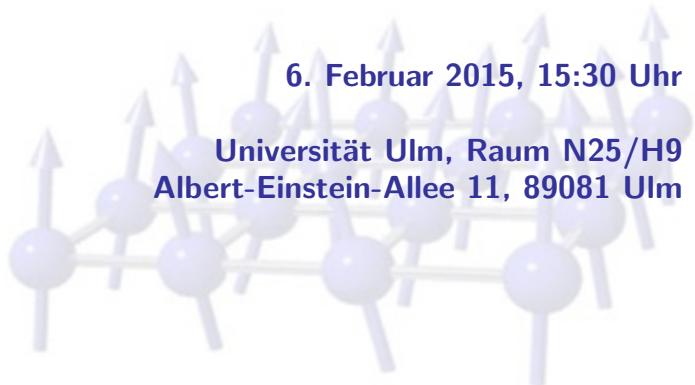 6. Februar 2015, 15:30 Uhr
Universität Ulm, Raum N25/H9
Albert-Einstein-Allee 11, 89081 Ulm